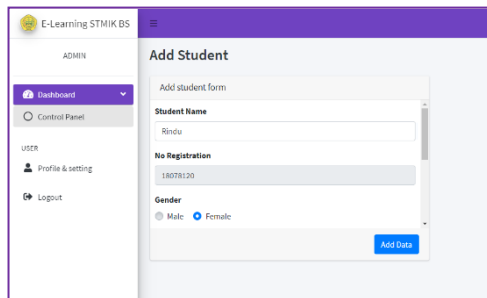 E-Learning STMIK BS
ADMIN
Dashboard
Control Panel
USER
Profile & setting
Logout
Add Student
Add student form
Student Name
Rindu
No Registration
18078120
Gender
Male Female
Add Data